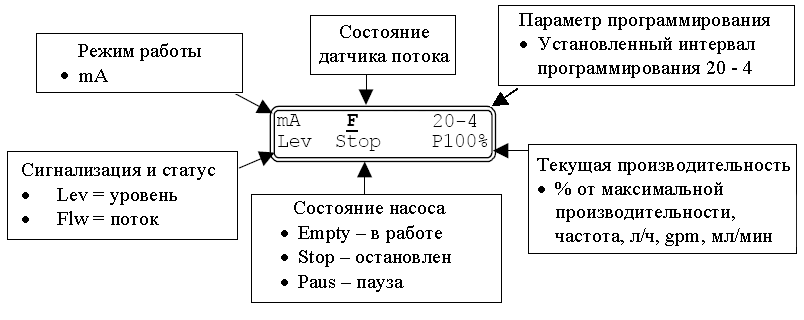 Режим работы
• mA
Состояние
датчика потока
Параметр программирования
• Установленный интервал
программирования 20 - 4
mA F 20-4
Lev Stop P100%
Сигнализация и статус
• Lev = уровень
• Flw = поток
Состояние насоса
• Empty – в работе
• Stop – остановлен
• Paus – пауза
Текущая производительность
• % от максимальной
производительности,
частота, л/ч, gpm, мл/мин